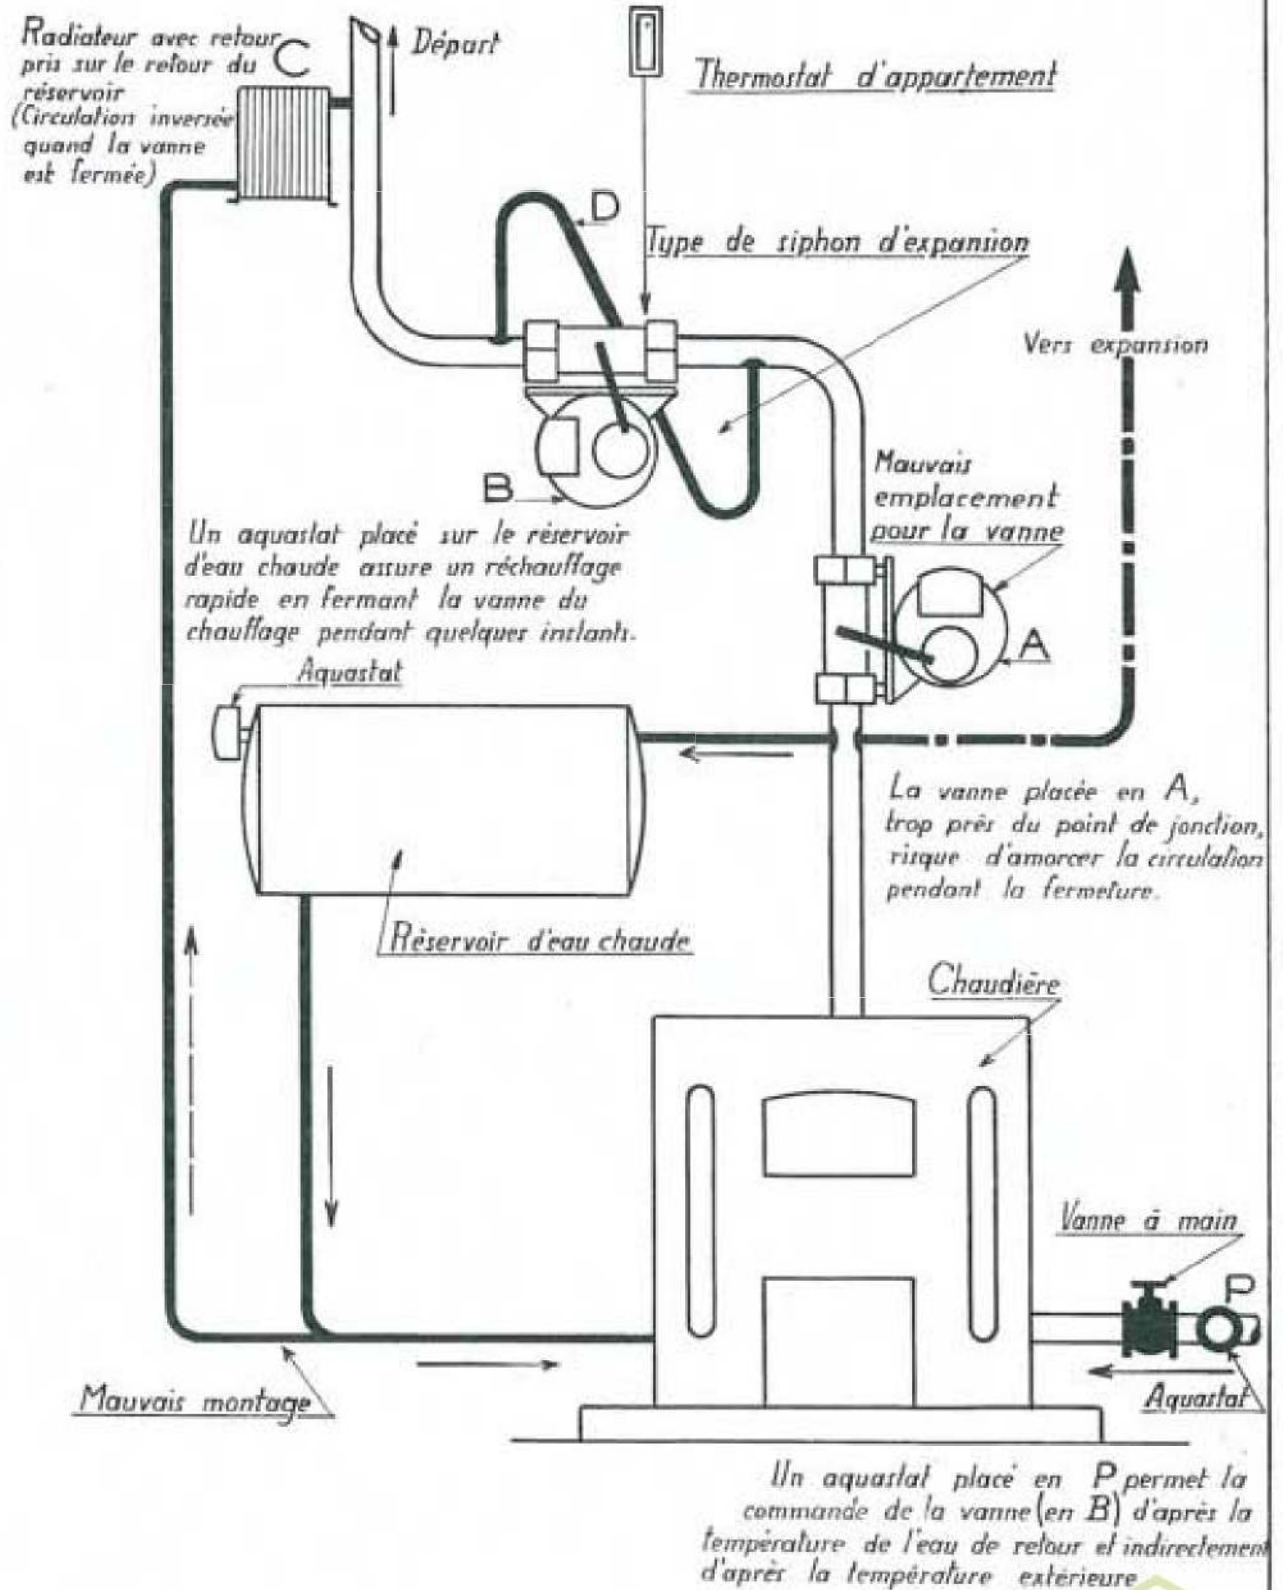 Radiateur avec retour
pris sur le retour du
réservoir
(Circulation inversée
quand la vanne
est fermée)
C
Départ
Thermostat d'appartement
D
Type de siphon d'expansion
Vers expansion
B
Mauvais
emplacement
pour la vanne
A
Un aquastat placé sur le réservoir
d'eau chaude assure un réchauffage
rapide en fermant la vanne du
chauffage pendant quelques instants.
Aquastat
La vanne placée en A,
trop près du point de jonction,
risque d'amorcer la circulation
pendant la fermeture.
Réservoir d'eau chaude
Chaudière
Vanne à main
P
Mauvais montage
Aquastat
Un aquastat placé en P permet la
commande de la vanne (en B) d'après la
température de l'eau de retour et indirectement
d'après la température extérieure